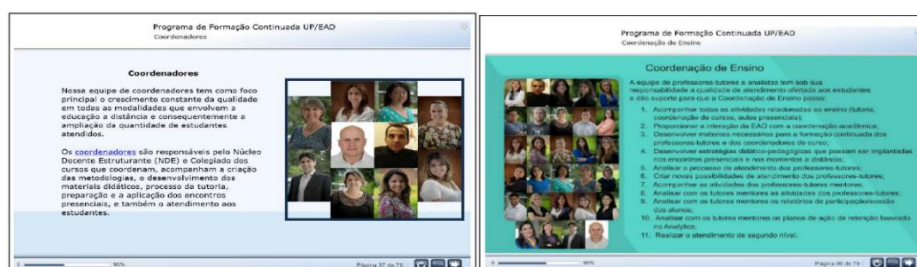 Programa de Formação Continuada UP/EAD
Coordenadores
Coordenadores
Nossa equipe de coordenadores tem como foco
principal o crescimento constante da qualidade
em todas as modalidades que envolvem a
educação a distância e consequentemente a
ampliação da quantidade de estudantes
atendidos.
Os coordenadores são responsáveis pelo Núcleo
Docente Estruturante (NDE) e Colegiado dos
cursos que coordenam, acompanham a criação
das metodologias, o desenvolvimento dos
materiais didáticos, processo da tutoria,
preparação e a aplicação dos encontros
presenciais, e também o atendimento aos
estudantes.
Página 37 de 79
Programa de Formação Continuada UP/EAD
Coordenação de Ensino
Coordenação de Ensino
A equipe de professores-tutores e analistas tem sob sua
responsabilidade a qualidade de atendimento ofertada aos estudantes
e dão suporte para que a Coordenação de Ensino possa:
1. Acompanhar todas as atividades relacionadas ao ensino (tutoria,
coordenação de cursos, aulas presenciais);
2. Proporcionar a interação da EAD com a coordenação acadêmica;
3. Desenvolver materiais necessários para a formação continuada dos
professores-tutores e dos coordenadores de curso;
4. Desenvolver estratégias didático-pedagógicas que possam ser implantadas
nos encontros presenciais e nos momentos a distância;
5. Analisar o processo de atendimento dos professores-tutores;
6. Criar novas possibilidades de atendimento dos professores-tutores;
7. Acompanhar as atividades dos professores-tutores mentores;
8. Analisar com os tutores mentores as atividades dos professores-tutores;
9. Analisar com os tutores mentores os relatórios de participação/evasão
dos alunos;
10. Analisar com os tutores mentores os planos de ação de retenção baseado
no Analytics;
11. Realizar o atendimento de segundo nível.